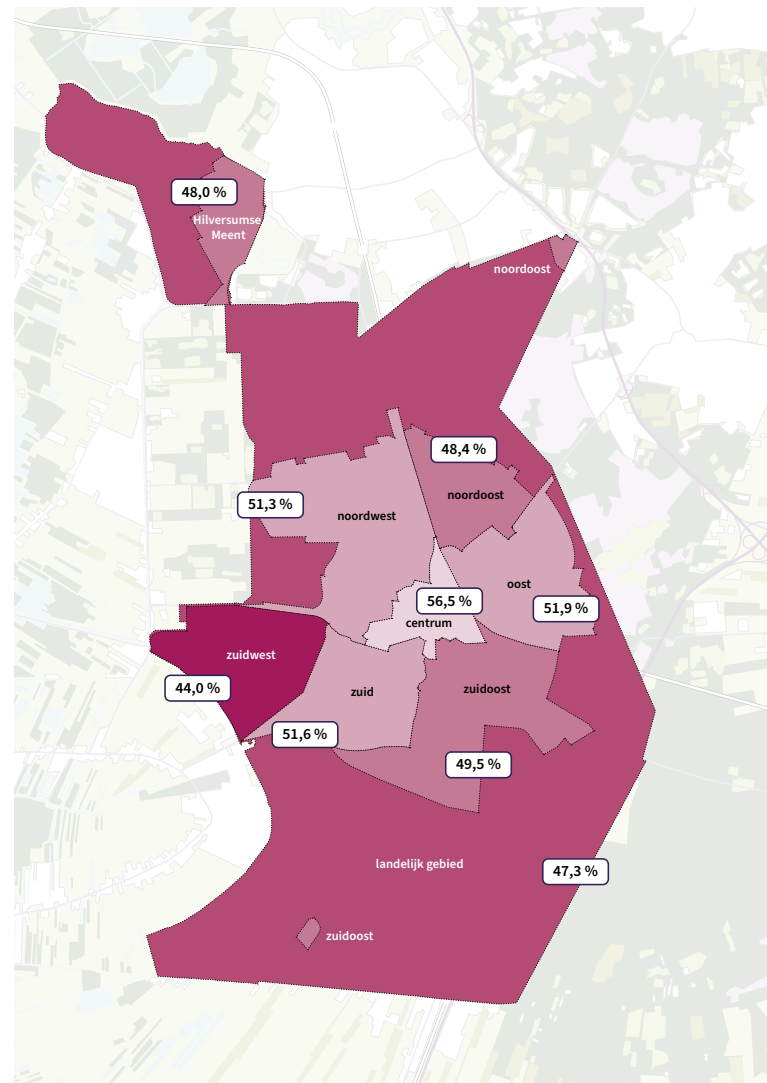 48,0 %
Hilversumse
Meent
noordoost
48,4 %
noordoost
51,3 %
noordwest
oost
56,5 %
51,9 %
centrum
zuidwest
44,0 %
zuid
zuidoost
51,6 %
49,5 %
landelijk gebied
47,3 %
zuidoost